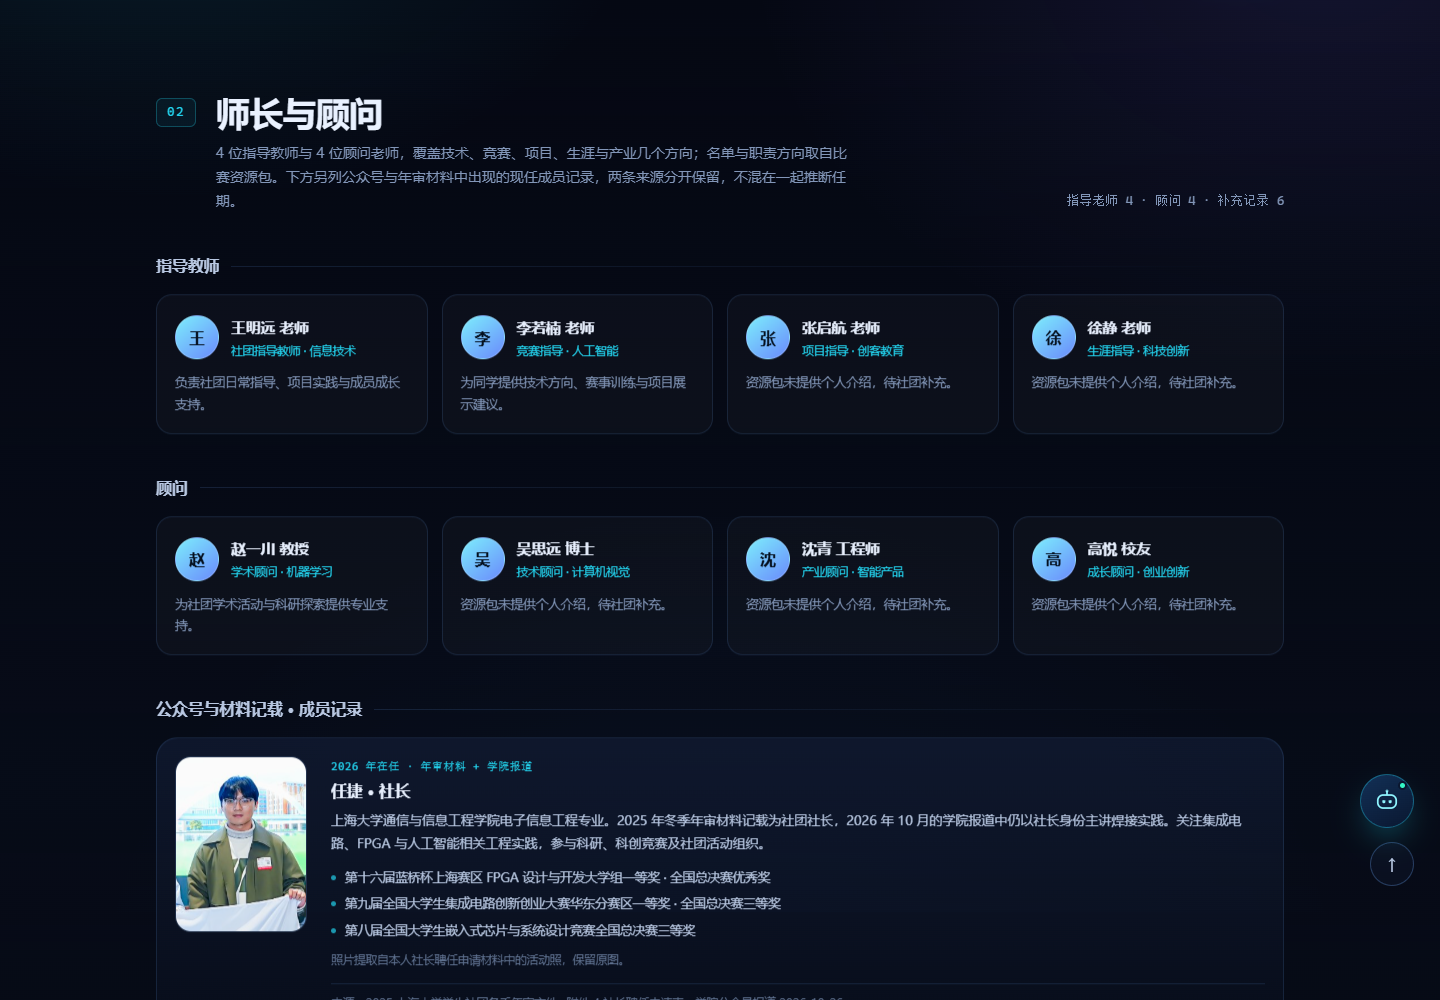 02
师长与顾问
4 位指导教师与 4 位顾问老师，覆盖技术、竞赛、项目、生涯与产业几个方向；名单与职责方向取自比
赛资源包。下方另列公众号与年审材料中出现的现任成员记录，两条来源分开保留，不混在一起推断任
期。
指导老师 4 · 顾问 4 · 补充记录 6
指导教师
王
王明远 老师
社团指导教师 · 信息技术
负责社团日常指导、项目实践与成员成长
支持。
李
李若楠 老师
竞赛指导 · 人工智能
为同学提供技术方向、赛事训练与项目展
示建议。
张
张启航 老师
项目指导 · 创客教育
资源包未提供个人介绍，待社团补充。
徐
徐静 老师
生涯指导 · 科技创新
资源包未提供个人介绍，待社团补充。
顾问
赵
赵一川 教授
学术顾问 · 机器学习
为社团学术活动与科研探索提供专业支
持。
吴
吴思远 博士
技术顾问 · 计算机视觉
资源包未提供个人介绍，待社团补充。
沈
沈青 工程师
产业顾问 · 智能产品
资源包未提供个人介绍，待社团补充。
高
高悦 校友
成长顾问 · 创业创新
资源包未提供个人介绍，待社团补充。
公众号与材料记载 • 成员记录
2026 年在任 · 年审材料 + 学院报道
任捷 • 社长
上海大学通信与信息工程学院电子信息工程专业。2025 年冬季年审材料记载为社团社长，2026 年 10 月的学院报道中仍以社长身份主讲焊接实践。关注集成电
路、FPGA 与人工智能相关工程实践，参与科研、科创竞赛及社团活动组织。
第十六届蓝桥杯上海赛区 FPGA 设计与开发大学组一等奖 · 全国总决赛优秀奖
第九届全国大学生集成电路创新创业大赛华东分赛区一等奖 · 全国总决赛三等奖
第八届全国大学生嵌入式芯片与系统设计竞赛全国总决赛三等奖
照片提取自本人社长聘任申请材料中的活动照，保留原图。
↑